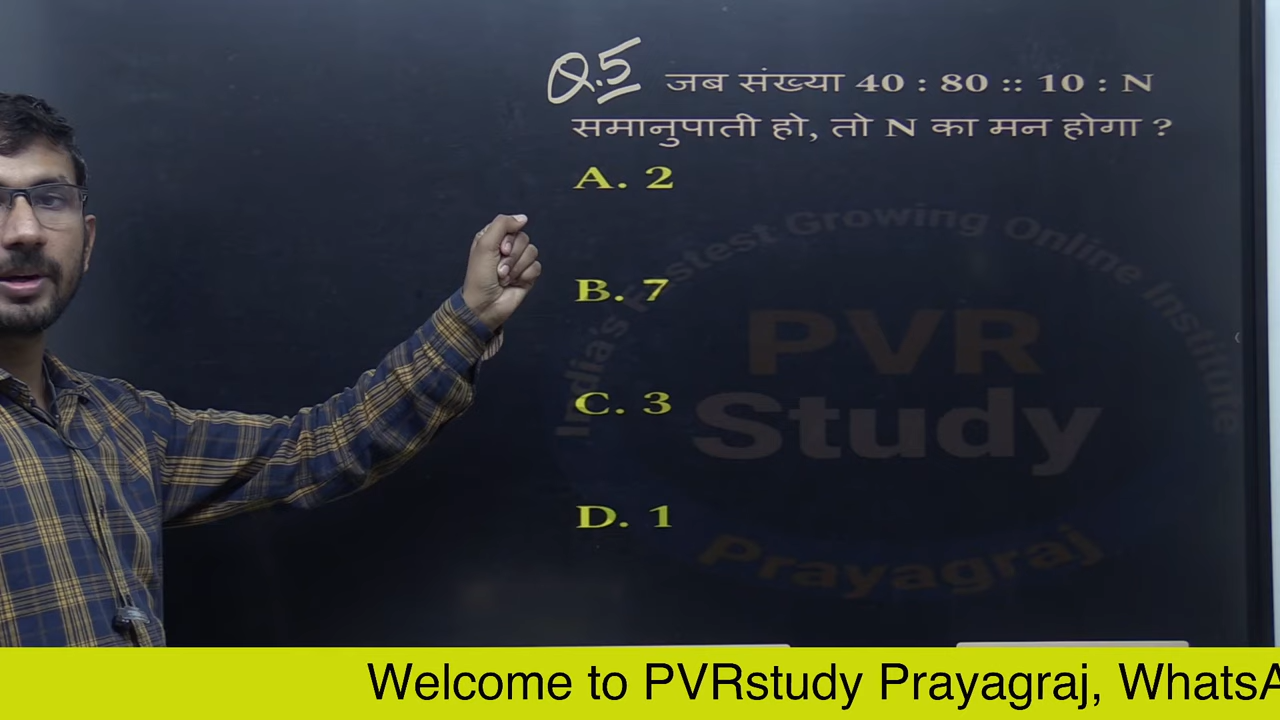 Q.5 जब संख्या 40 : 80 :: 10 : N
समानुपाती हो, तो N का मन होगा ?
A. 2
B. 7
C. 3
D. 1
India's Fastest Growing Online Institute
PVR
Study
Prayagraj
Welcome to PVRstudy Prayagraj, WhatsA